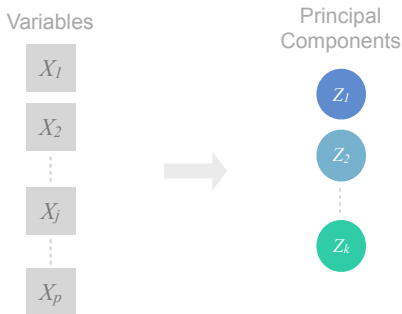 Variables
X1
X2
Xj
Xp
Principal
Components
Z1
Z2
Zk